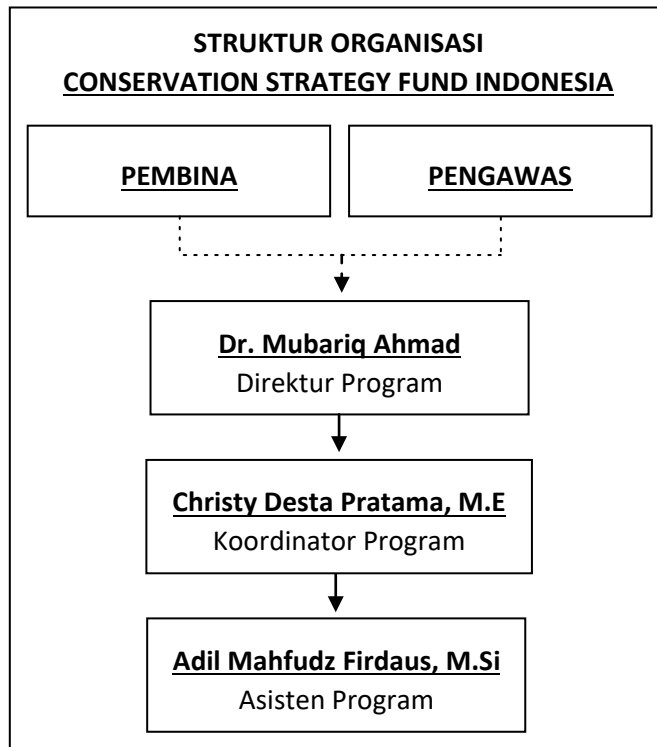 STRUKTUR ORGANISASI
CONSERVATION STRATEGY FUND INDONESIA
PEMBINA
PENGAWAS
Dr. Mubariq Ahmad
Direktur Program
Christy Desta Pratama, M.E
Koordinator Program
Adil Mahfudz Firdaus, M.Si
Asisten Program